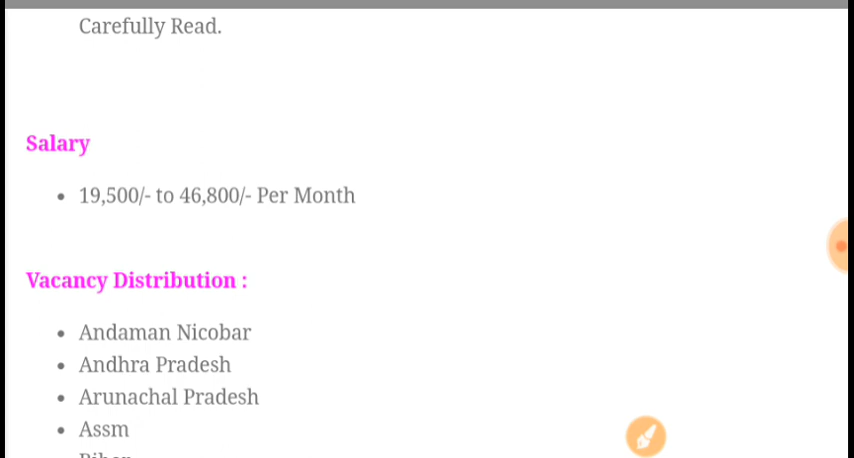 Carefully Read.
Salary
19,500/- to 46,800/- Per Month
Vacancy Distribution :
Andaman Nicobar
Andhra Pradesh
Arunachal Pradesh
Assm